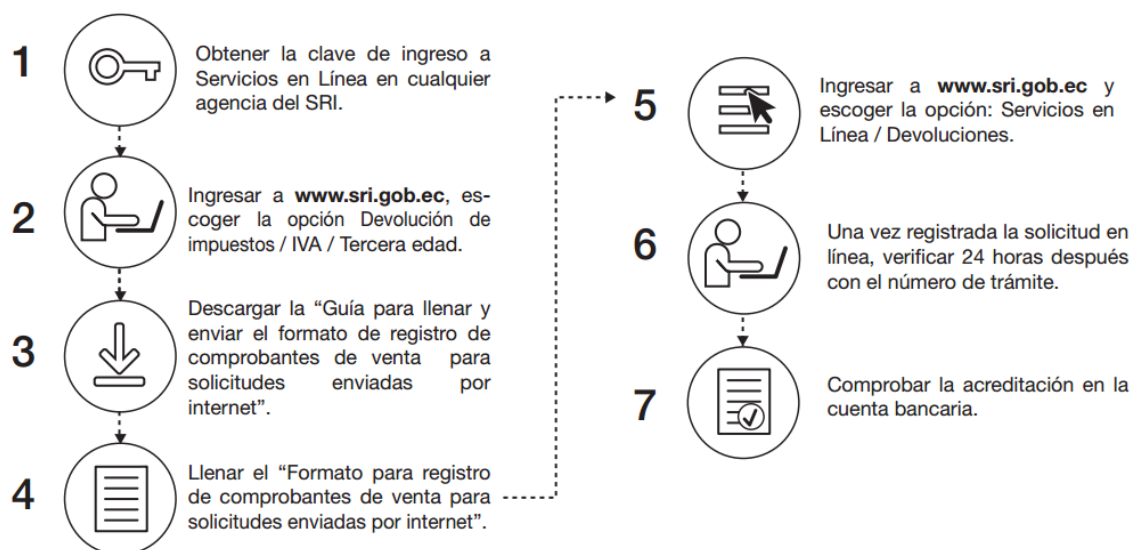 1
Obtener la clave de ingreso a
Servicios en Línea en cualquier
agencia del SRI.
2
Ingresar a www.sri.gob.ec, es-
coger la opción Devolución de
impuestos / IVA / Tercera edad.
3
Descargar la “Guía para llenar y
enviar el formato de registro de
comprobantes de venta para
solicitudes enviadas por
internet”.
4
Llenar el “Formato para registro
de comprobantes de venta para
solicitudes enviadas por internet”.
5
Ingresar a www.sri.gob.ec y
escoger la opción: Servicios en
Línea / Devoluciones.
6
Una vez registrada la solicitud en
línea, verificar 24 horas después
con el número de trámite.
7
Comprobar la acreditación en la
cuenta bancaria.